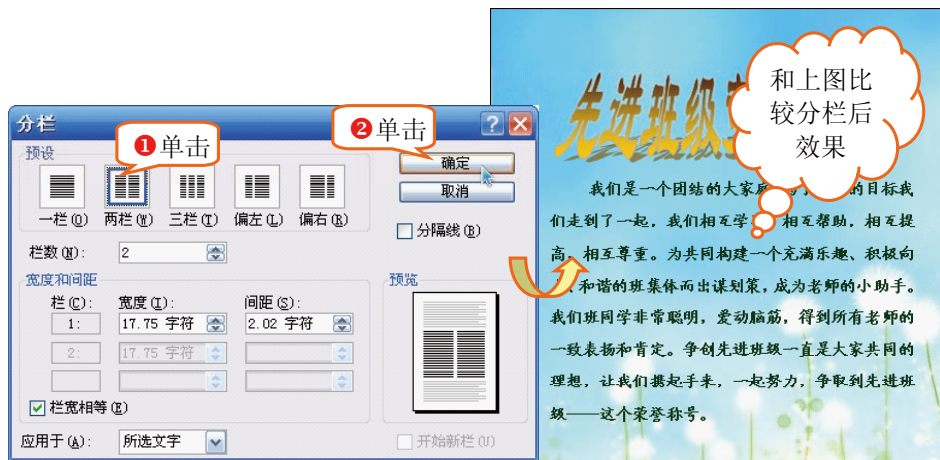 分栏
❶单击
❷单击
预设
一栏(O)
两栏(W)
三栏(T)
偏左(L)
偏右(R)
确定
取消
栏数(N):
2
分隔线(B)
宽度和间距
预览
栏(C):
宽度(I):
间距(S):
1:
17.75 字符
2.02 字符
2:
17.75 字符
栏宽相等(E)
应用于(A):
所选文字
开始新栏(U)
先进班级
和上图比
较分栏后
效果
我们是一个团结的大家 的目标我
们走到了一起,我们相互学 相互帮助,相互提
高,相互尊重。为共同构建一个充满乐趣、积极向
、和谐的班集体而出谋划策,成为老师的小助手。
我们班同学非常聪明,爱动脑筋,得到所有老师的
一致表扬和肯定。争创先进班级一直是大家共同的
理想,让我们携起手来,一起努力,争取到先进班
级——这个荣誉称号。